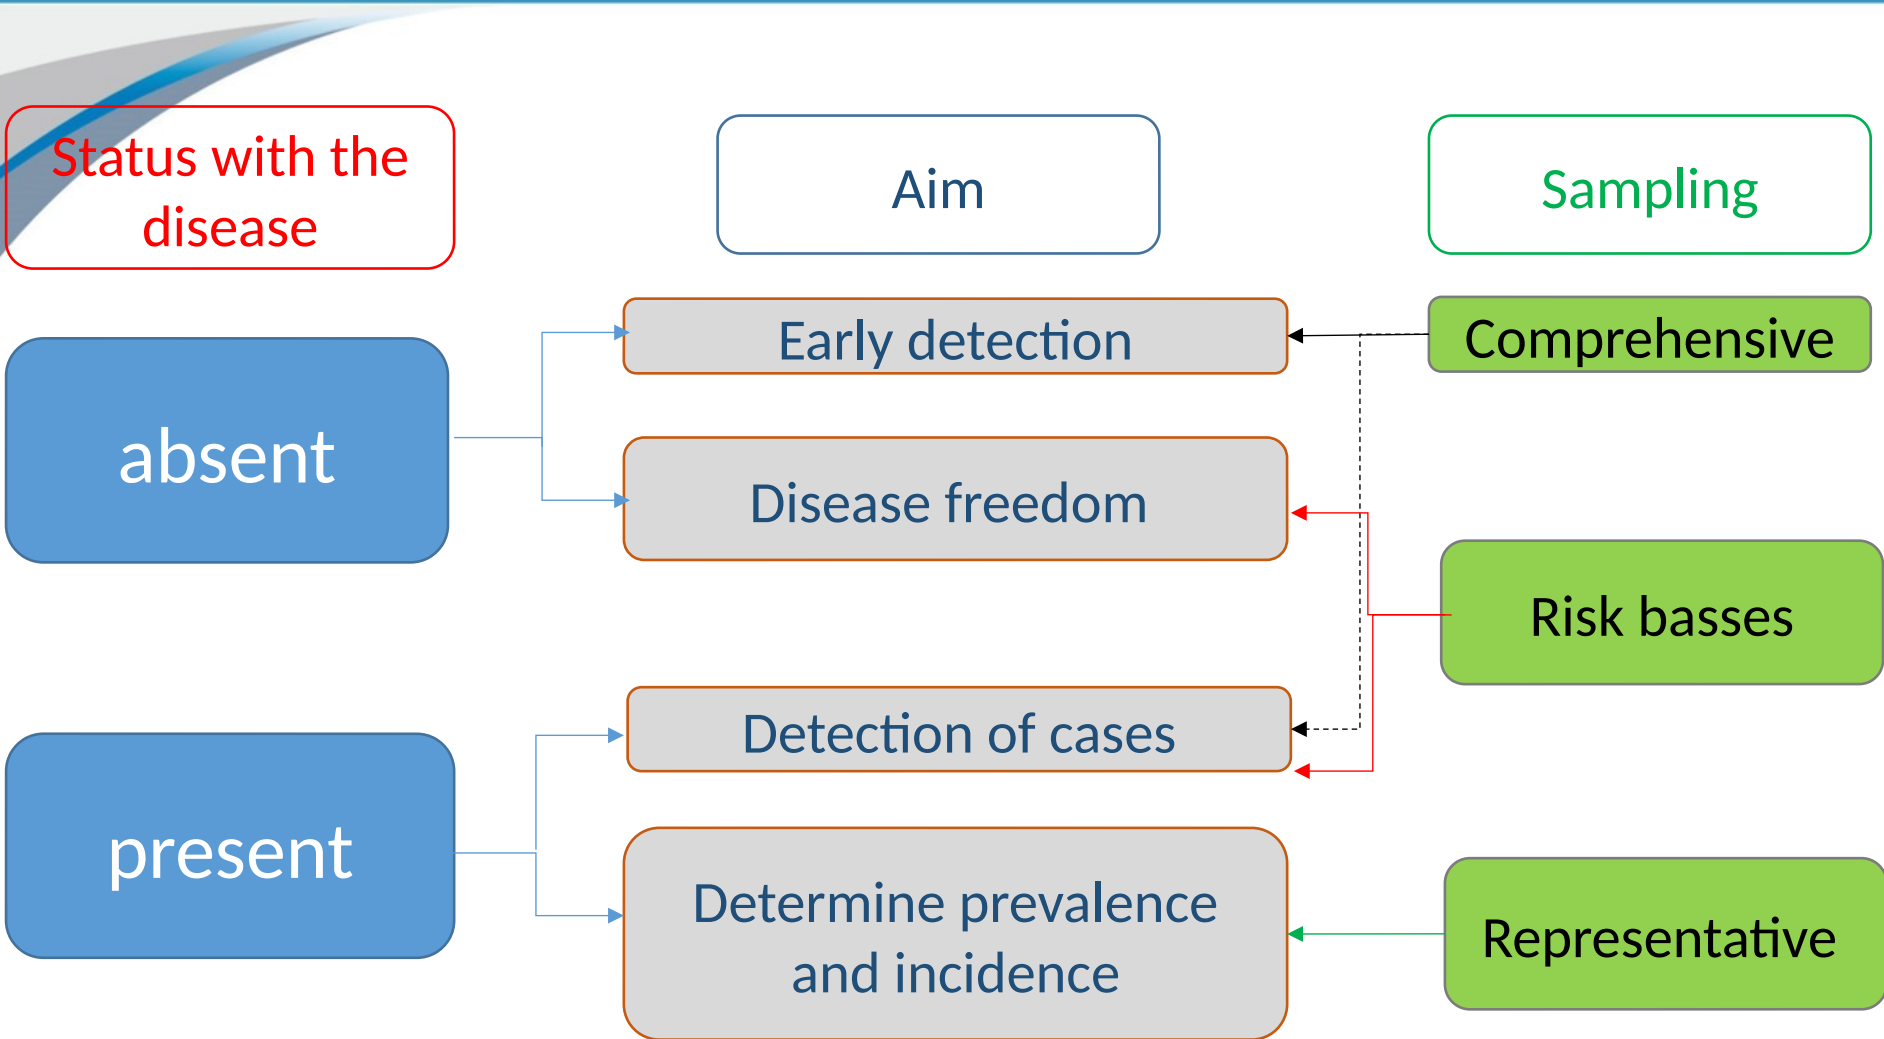 Status with the
disease
Aim
Sampling
Early detection
Comprehensive
absent
Disease freedom
Risk basses
Detection of cases
present
Determine prevalence
and incidence
Representative